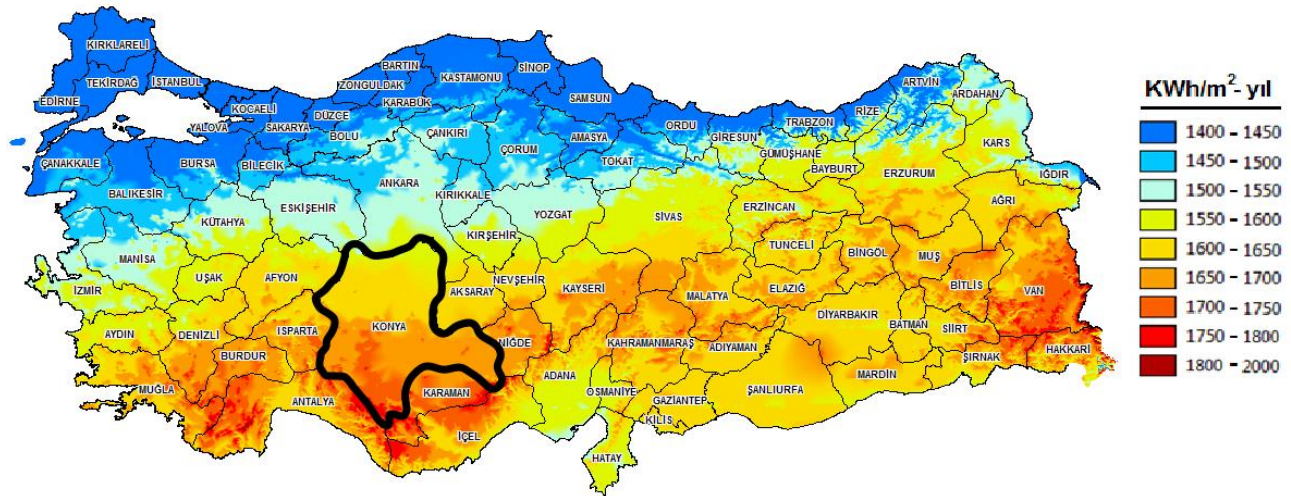 KIRKLARELİ
TEKİRDAĞ
İSTANBUL
EDİRNE
KOCAELİ
YALOVA
SAKARYA
DÜZCE
ZONGULDAK
BARTIN
KARABÜK
KASTAMONU
SİNOP
SAMSUN
BOLU
ÇANKIRI
ÇORUM
AMASYA
ORDU
GİRESUN
TRABZON
RİZE
ARTVİN
ARDAHAN
ÇANAKKALE
BURSA
BİLECİK
ANKARA
KIRIKKALE
TOKAT
GÜMÜŞHANE
BAYBURT
ERZURUM
KARS
IĞDIR
BALIKESİR
KÜTAHYA
ESKİŞEHİR
YOZGAT
SİVAS
ERZİNCAN
AĞRI
MANİSA
UŞAK
AFYON
KIRŞEHİR
NEVŞEHİR
AKSARAY
KAYSERİ
TUNCELİ
BİNGÖL
MUŞ
İZMİR
MALATYA
ELAZIĞ
BİTLİS
VAN
AYDIN
DENİZLİ
ISPARTA
KONYA
NİĞDE
KAHRAMANMARAŞ
ADIYAMAN
DİYARBAKIR
BATMAN
SİİRT
ŞIRNAK
HAKKARİ
BURDUR
MUĞLA
ANTALYA
KARAMAN
ADANA
OSMANİYE
GAZİANTEP
KİLİS
ŞANLIURFA
MARDİN
İÇEL
HATAY
KWh/m²- yıl
1400 – 1450
1450 – 1500
1500 – 1550
1550 – 1600
1600 – 1650
1650 – 1700
1700 – 1750
1750 – 1800
1800 – 2000